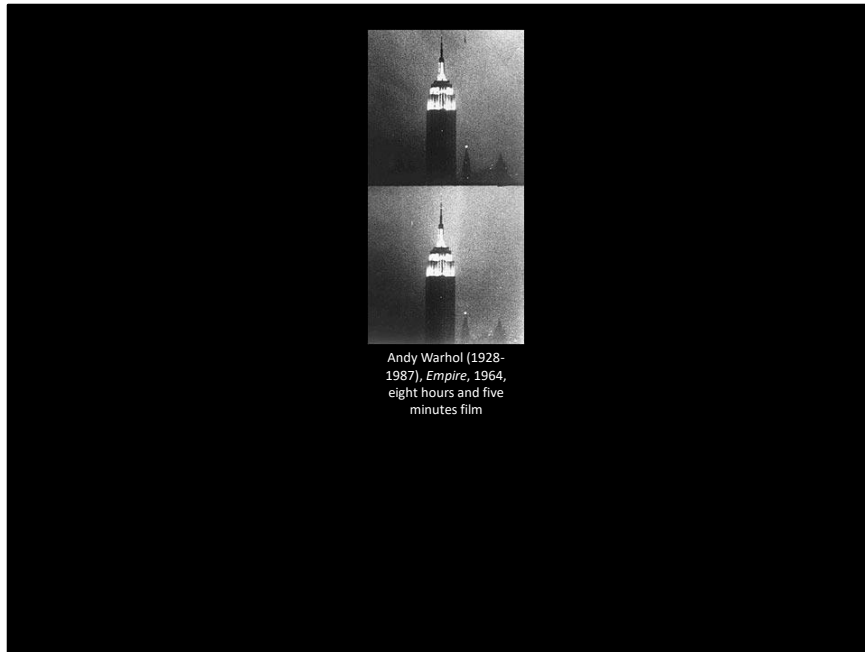 Andy Warhol (1928-
1987), Empire, 1964,
eight hours and five
minutes film